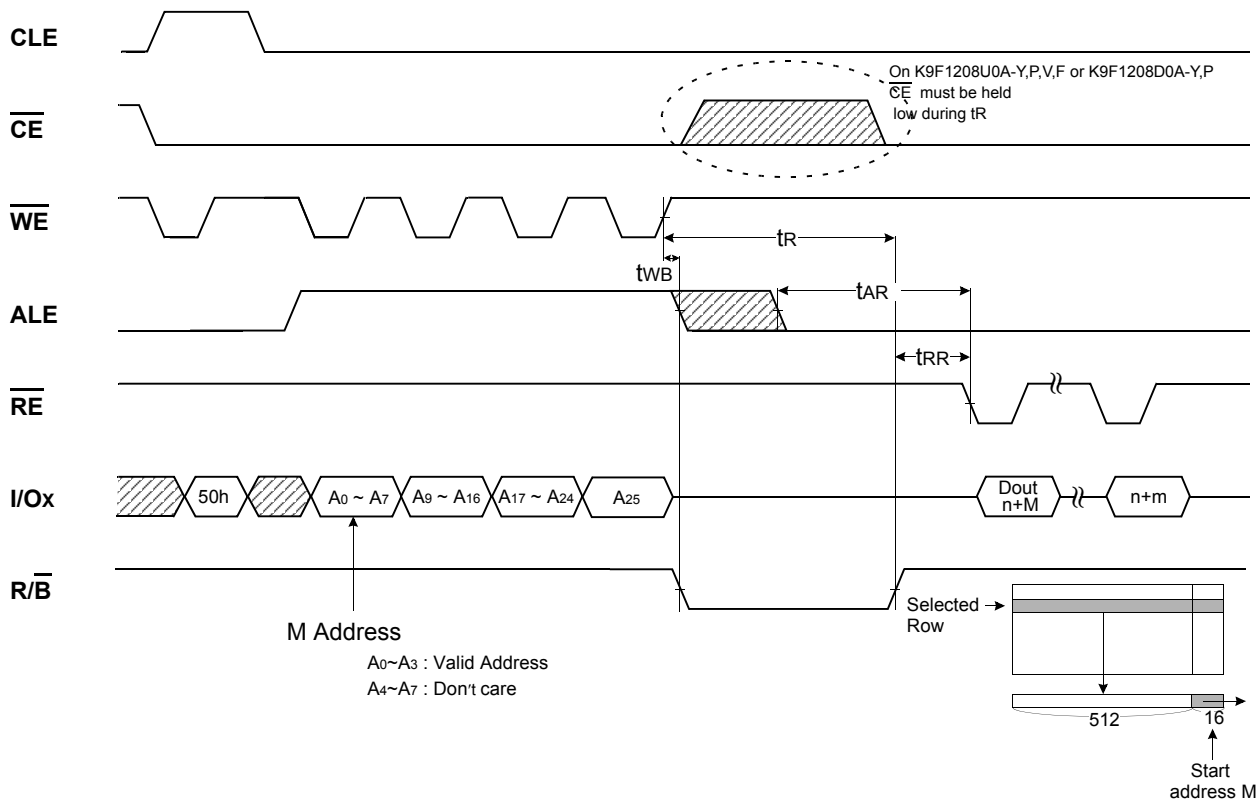 CLE
On K9F1208U0A-Y,P,V,F or K9F1208D0A-Y,P
CE must be held
low during tR
CE
WE
tR
tWB
tAR
ALE
tRR
RE
I/Ox
50h
A0 ~ A7
A9 ~ A16
A17 ~ A24
A25
Dout
n+M
n+m
R/B
Selected
Row
M Address
A0~A3 : Valid Address
A4~A7 : Don't care
512
16
Start
address M